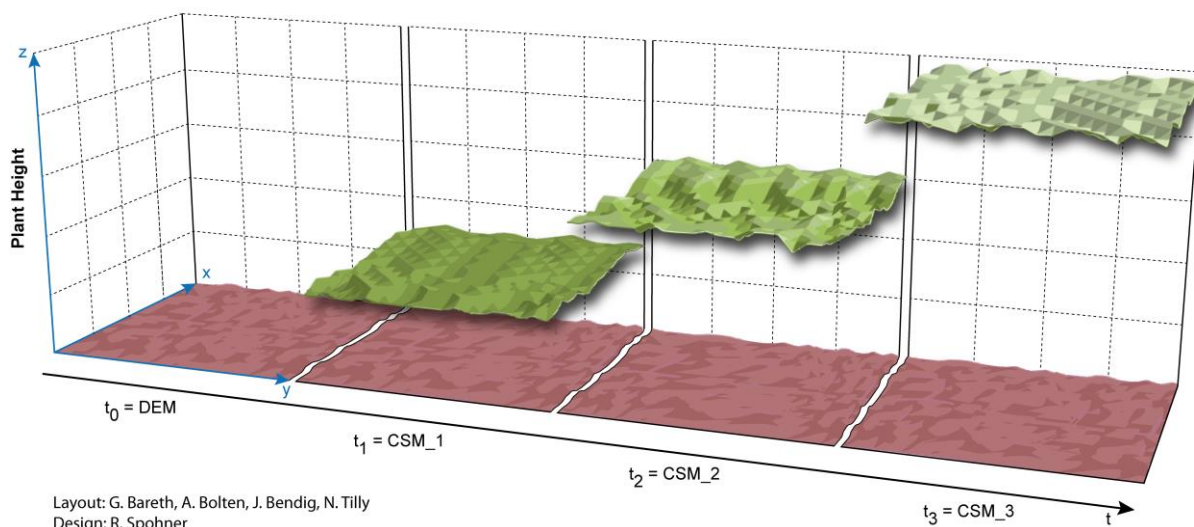 z
Plant Height
x
y
t0 = DEM
t1 = CSM_1
t2 = CSM_2
t3 = CSM_3
t
Layout: G. Bareth, A. Bolten, J. Bendig, N. Tilly
Design: R. Spohner